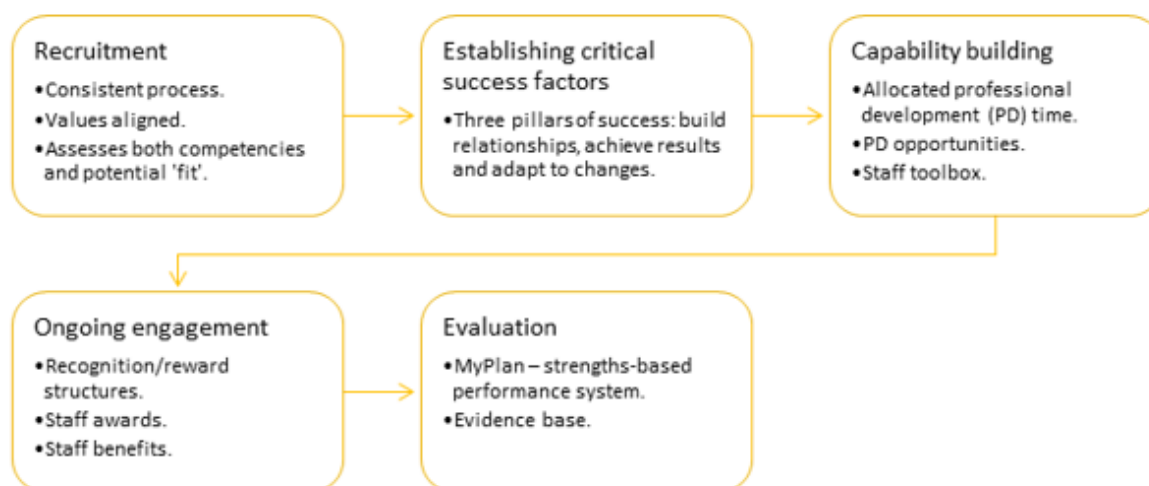 Recruitment
•Consistent process.
•Values aligned.
•Assesses both competencies
and potential 'fit'.
Establishing critical
success factors
•Three pillars of success: build
relationships, achieve results
and adapt to changes.
Capability building
•Allocated professional
development (PD) time.
•PD opportunities.
•Staff toolbox.
Ongoing engagement
•Recognition/reward
structures.
•Staff awards.
•Staff benefits.
Evaluation
•MyPlan – strengths-based
performance system.
•Evidence base.